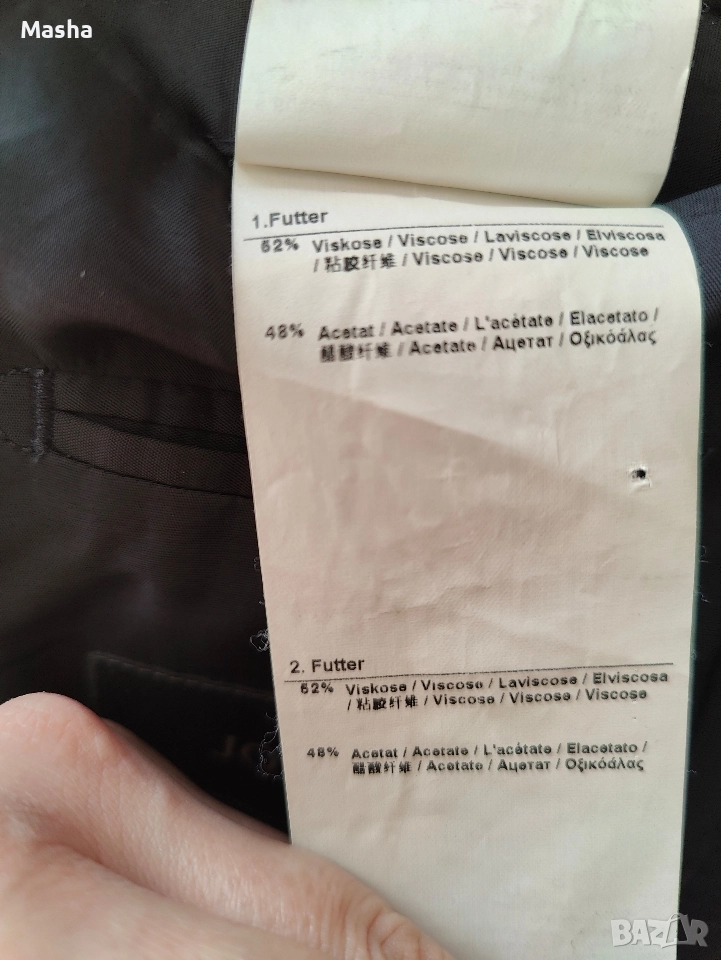 Masha
1.Futter
52% Viskose / Viscose / Laviscose / Elviscosa
/ 粘胶纤维 / Viscose / Viscose / Viscose
48% Acetat / Acetate / L'acétate / Elacetato /
醋酸纤维 / Acetate / Ацетат / Οξικόάλας
2. Futter
52% Viskose / Viscose / Laviscose / Elviscosa
/ 粘胶纤维 / Viscose / Viscose / Viscose
48% Acetat / Acetate / L'acétate / Elacetato /
醋酸纤维 / Acetate / Ацетат / Οξικόάλας
BAZAR